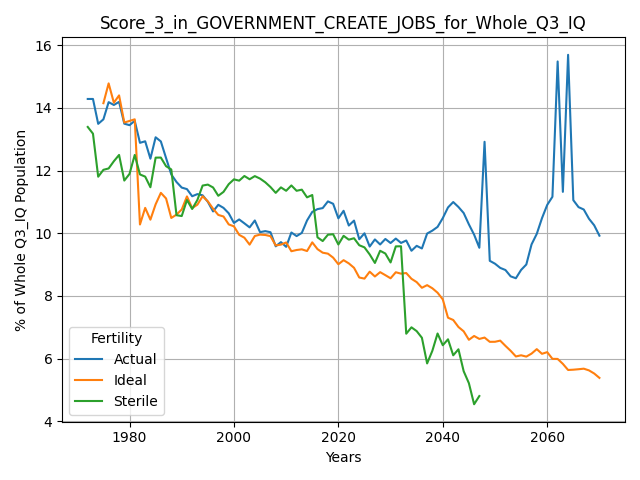 Score_3_in_GOVERNMENT_CREATE_JOBS_for_Whole_Q3_IQ
16
14
12
10
8
6
4
% of Whole Q3_IQ Population
Fertility
Actual
Ideal
Sterile
1980
2000
2020
2040
2060
Years